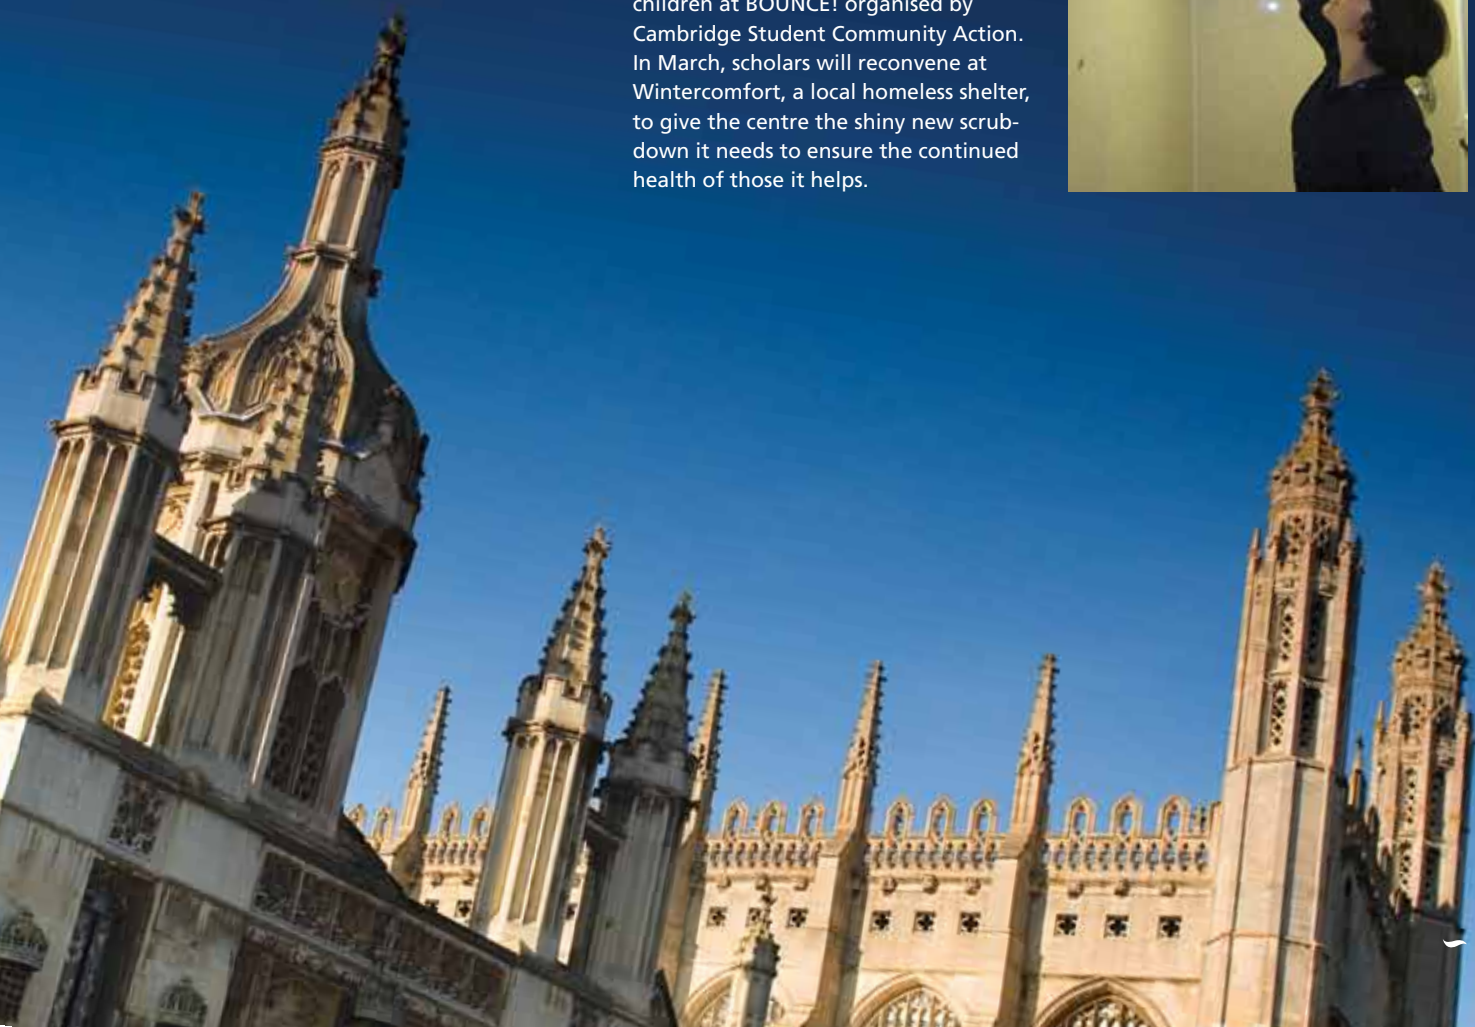 children at BOUNCE! organised by
Cambridge Student Community Action.
In March, scholars will reconvene at
Wintercomfort, a local homeless shelter,
to give the centre the shiny new scrub-
down it needs to ensure the continued
health of those it helps.